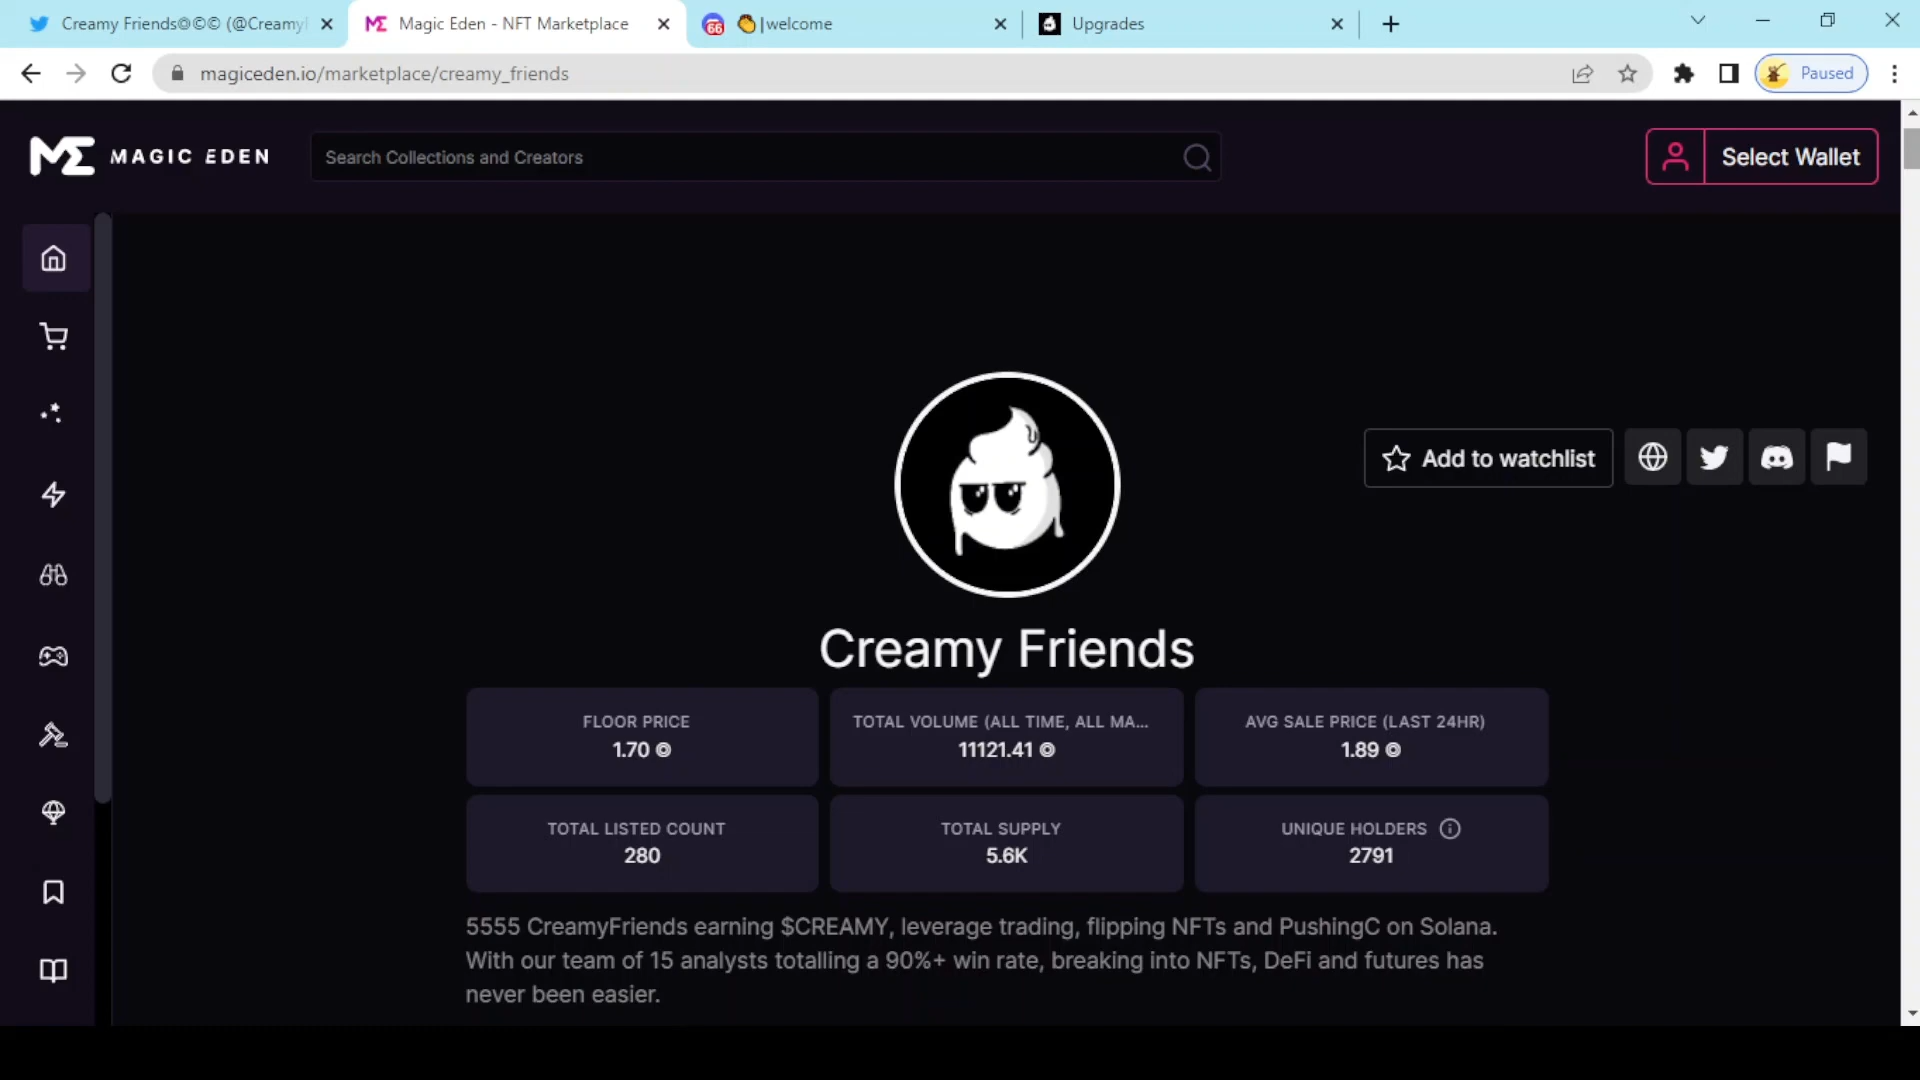 Creamy Friends©©© (@Creamy
Magic Eden - NFT Marketplace
66
|welcome
Upgrades
magiceden.io/marketplace/creamy_friends
Paused
MAGIC EDEN
Search Collections and Creators
Select Wallet
Add to watchlist
Creamy Friends
FLOOR PRICE
1.70 ◎
TOTAL VOLUME (ALL TIME, ALL MA...
11121.41 ◎
AVG SALE PRICE (LAST 24HR)
1.89 ◎
TOTAL LISTED COUNT
280
TOTAL SUPPLY
5.6K
UNIQUE HOLDERS
2791
5555 CreamyFriends earning $CREAMY, leverage trading, flipping NFTs and PushingC on Solana.
With our team of 15 analysts totalling a 90%+ win rate, breaking into NFTs, DeFi and futures has
never been easier.